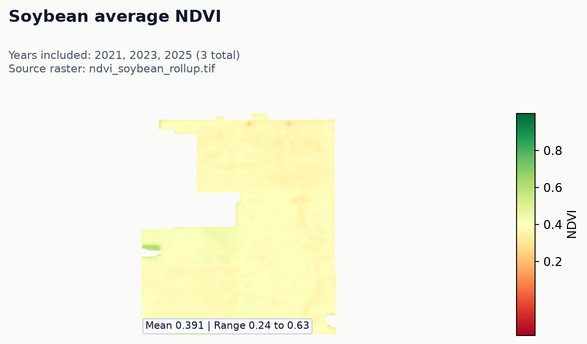 Soybean average NDVI
Years included: 2021, 2023, 2025 (3 total)
Source raster: ndvi_soybean_rollup.tif
0.8
0.6
0.4
0.2
NDVI
Mean 0.391 | Range 0.24 to 0.63